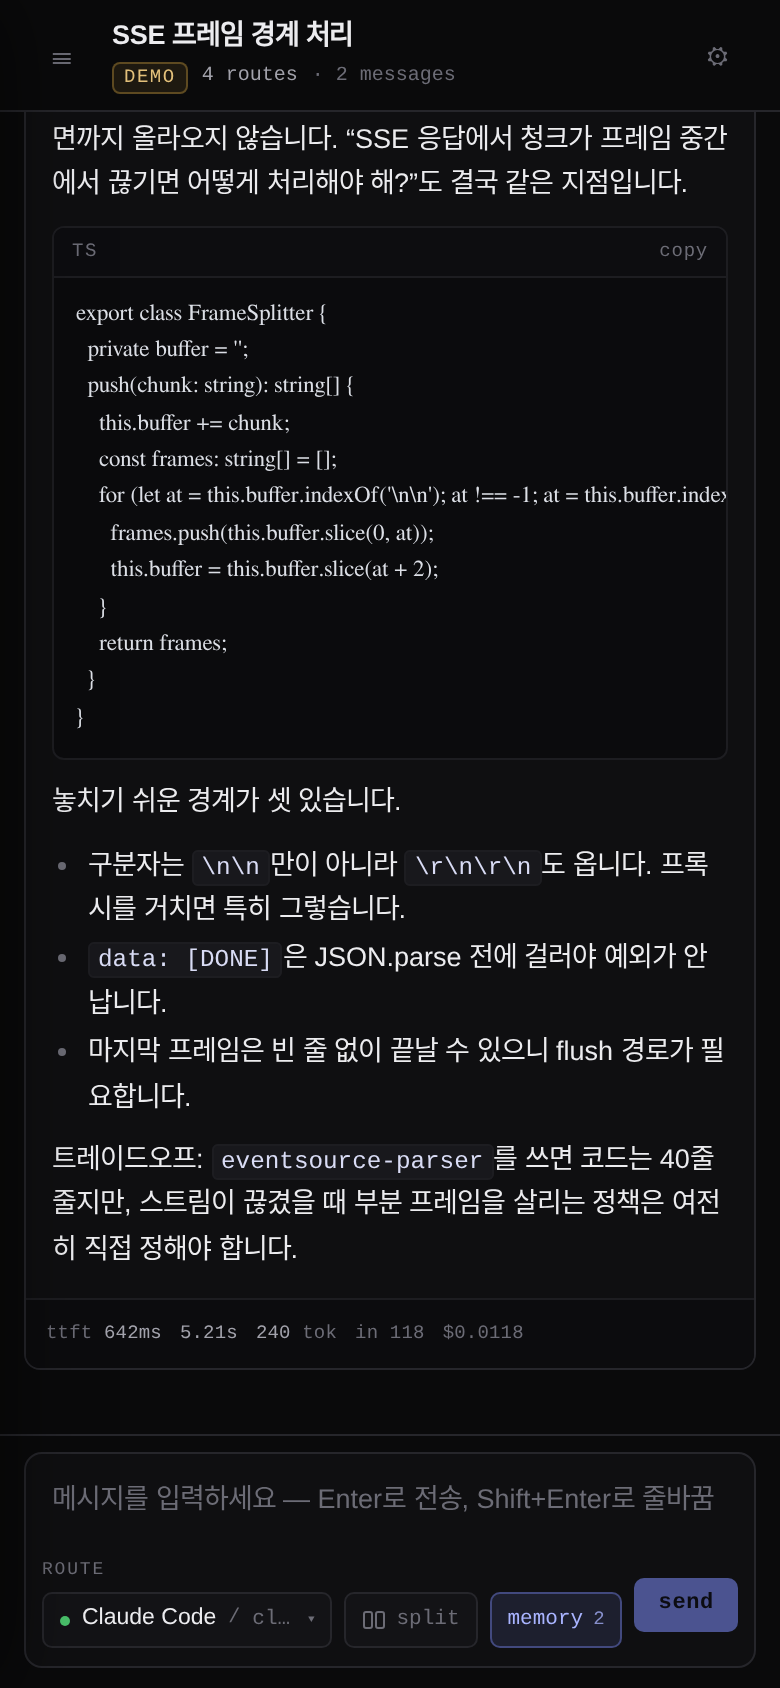 SSE 프레임 경계 처리
DEMO 4 routes · 2 messages
면까지 올라오지 않습니다. “SSE 응답에서 청크가 프레임 중간
에서 끊기면 어떻게 처리해야 해?”도 결국 같은 지점입니다.
TS copy
export class FrameSplitter {
  private buffer = '';
  push(chunk: string): string[] {
    this.buffer += chunk;
    const frames: string[] = [];
    for (let at = this.buffer.indexOf('\n\n'); at !== -1; at = this.buffer.index
      frames.push(this.buffer.slice(0, at));
      this.buffer = this.buffer.slice(at + 2);
    }
    return frames;
  }
}
놓치기 쉬운 경계가 셋 있습니다.
• 구분자는 \n\n만이 아니라 \r\n\r\n도 옵니다. 프록
시를 거치면 특히 그렇습니다.
• data: [DONE]은 JSON.parse 전에 걸러야 예외가 안
납니다.
• 마지막 프레임은 빈 줄 없이 끝날 수 있으니 flush 경로가 필
요합니다.
트레이드오프: eventsource-parser를 쓰면 코드는 40줄
줄지만, 스트림이 끊겼을 때 부분 프레임을 살리는 정책은 여전
히 직접 정해야 합니다.
ttft 642ms 5.21s 240 tok in 118 $0.0118
메시지를 입력하세요 — Enter로 전송, Shift+Enter로 줄바꿈
ROUTE
Claude Code / cl… ▾ split memory 2 send